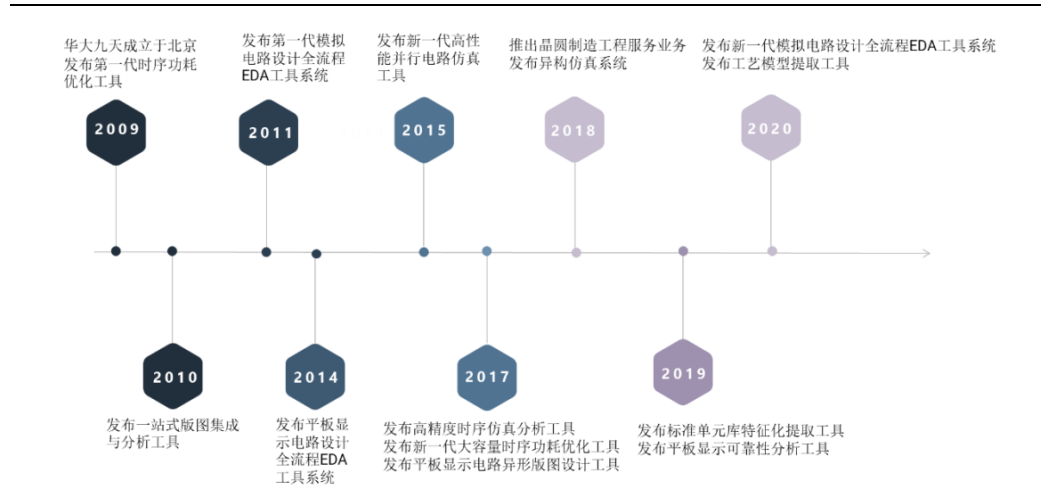 华大九天成立于北京
发布第一代时序功耗
优化工具
2009
发布第一代模拟
电路设计全流程
EDA工具系统
2011
发布新一代高性
能并行电路仿真
工具
2015
推出晶圆制造工程服务业务
发布异构仿真系统
2018
发布新一代模拟电路设计全流程EDA工具系统
发布工艺模型提取工具
2020
2010
发布一站式版图集成
与分析工具
2014
发布平板显
示电路设计
全流程EDA
工具系统
2017
发布高精度时序仿真分析工具
发布新一代大容量时序功耗优化工具
发布平板显示电路异形版图设计工具
2019
发布标准单元库特征化提取工具
发布平板显示可靠性分析工具